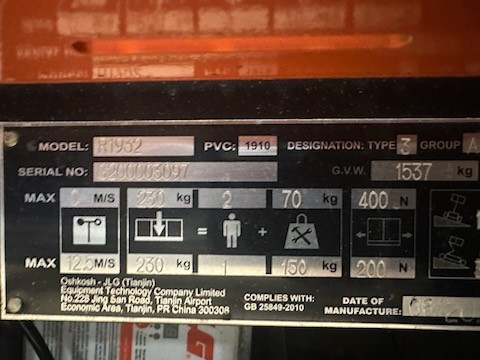 MODEL: R1932 PVC: 1910 DESIGNATION: TYPE 3 GROUP A
SERIAL NO: G.V.W. 1537 kg
MAX 0 M/S 230 kg 2 70 kg 400 N
= +
MAX 12.5 M/S 230 kg 1 150 kg 200 N
Oshkosh - JLG (Tianjin)
Equipment Technology Company Limited
No.228 Jing San Road, Tianjin Airport
Economic Area, Tianjin, PR China 300308
COMPLIES WITH:
GB 25849-2010
DATE OF
MANUFACTURE: